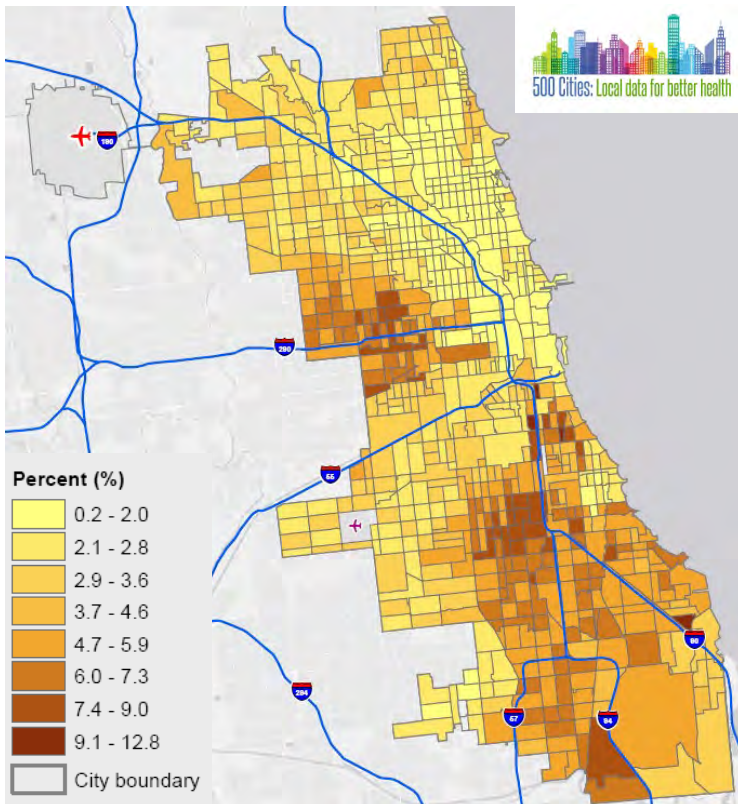 500 Cities: Local data for better health
190
290
55
90
294
57
94
Percent (%)
0.2 - 2.0
2.1 - 2.8
2.9 - 3.6
3.7 - 4.6
4.7 - 5.9
6.0 - 7.3
7.4 - 9.0
9.1 - 12.8
City boundary